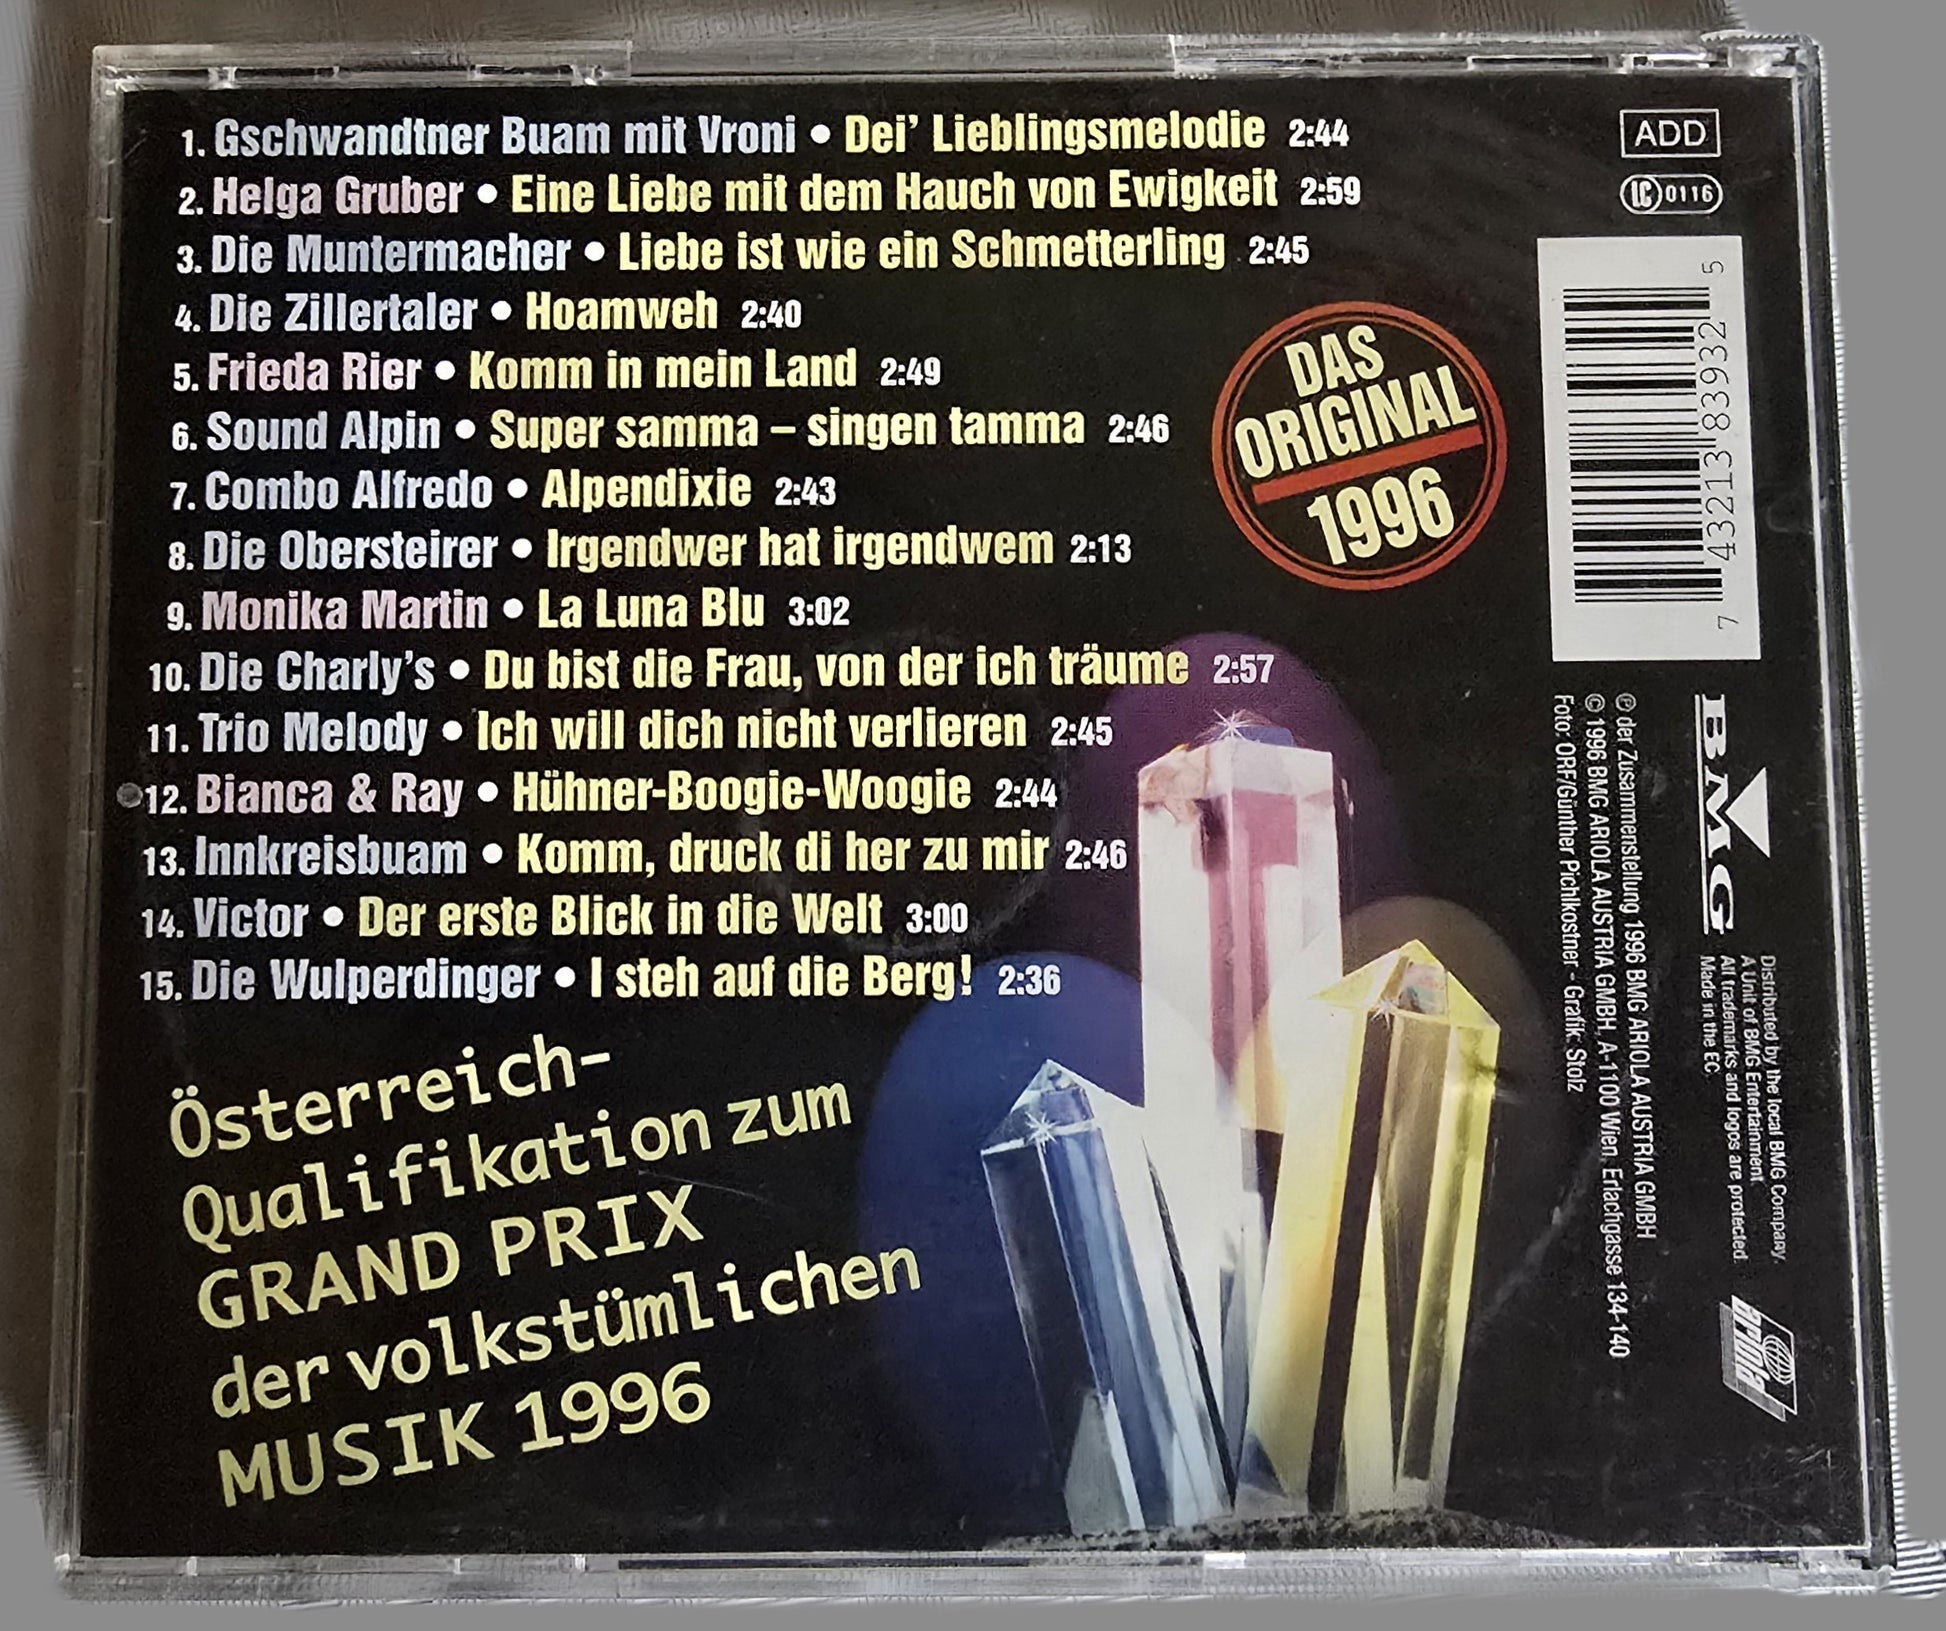 1. Gschwandtner Buam mit Vroni • Dei' Lieblingsmelodie 2:44
2. Helga Gruber • Eine Liebe mit dem Hauch von Ewigkeit 2:59
3. Die Muntermacher • Liebe ist wie ein Schmetterling 2:45
4. Die Zillertaler • Hoamweh 2:40
5. Frieda Rier • Komm in mein Land 2:49
6. Sound Alpin • Super samma – singen tamma 2:46
7. Combo Alfredo • Alpendixie 2:43
8. Die Obersteirer • Irgendwer hat irgendwem 2:13
9. Monika Martin • La Luna Blu 3:02
10. Die Charly's • Du bist die Frau, von der ich träume 2:57
11. Trio Melody • Ich will dich nicht verlieren 2:45
12. Bianca & Ray • Hühner-Boogie-Woogie 2:44
13. Innkreisbuam • Komm, druck di her zu mir 2:46
14. Victor • Der erste Blick in die Welt 3:00
15. Die Wulperdinger • I steh auf die Berg! 2:36
Österreich-
Qualifikation zum
GRAND PRIX
der volkstümlichen
MUSIK 1996
DAS
ORIGINAL
1996
ADD
LC 0116
7 43213 83932 5
℗ der Zusammenstellung 1996 BMG ARIOLA AUSTRIA GMBH
© 1996 BMG ARIOLA AUSTRIA GMBH, A-1100 Wien, Erlachgasse 134-140
Foto: ORF/Günther Pichlkostner - Grafik: Stolz
BMG
Distributed by the local BMG Company.
A Unit of BMG Entertainment
All trademarks and logos are protected.
Made in the EC.
ariola